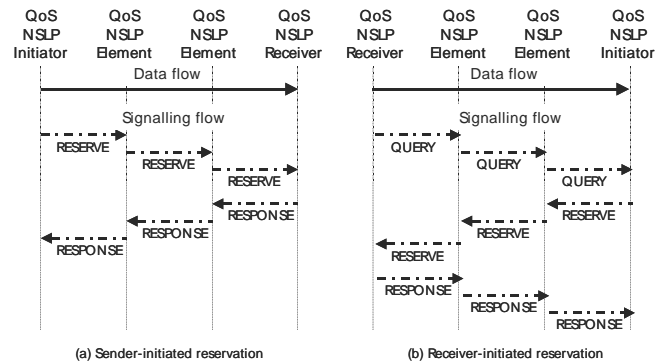 QoS NSLP Initiator
QoS NSLP Element
QoS NSLP Element
QoS NSLP Receiver
Data flow
Signalling flow
RESERVE
RESERVE
RESERVE
RESPONSE
RESPONSE
RESPONSE
(a) Sender-initiated reservation
QoS NSLP Receiver
QoS NSLP Element
QoS NSLP Element
QoS NSLP Initiator
Data flow
Signalling flow
QUERY
QUERY
QUERY
RESERVE
RESERVE
RESERVE
RESPONSE
RESPONSE
RESPONSE
(b) Receiver-initiated reservation